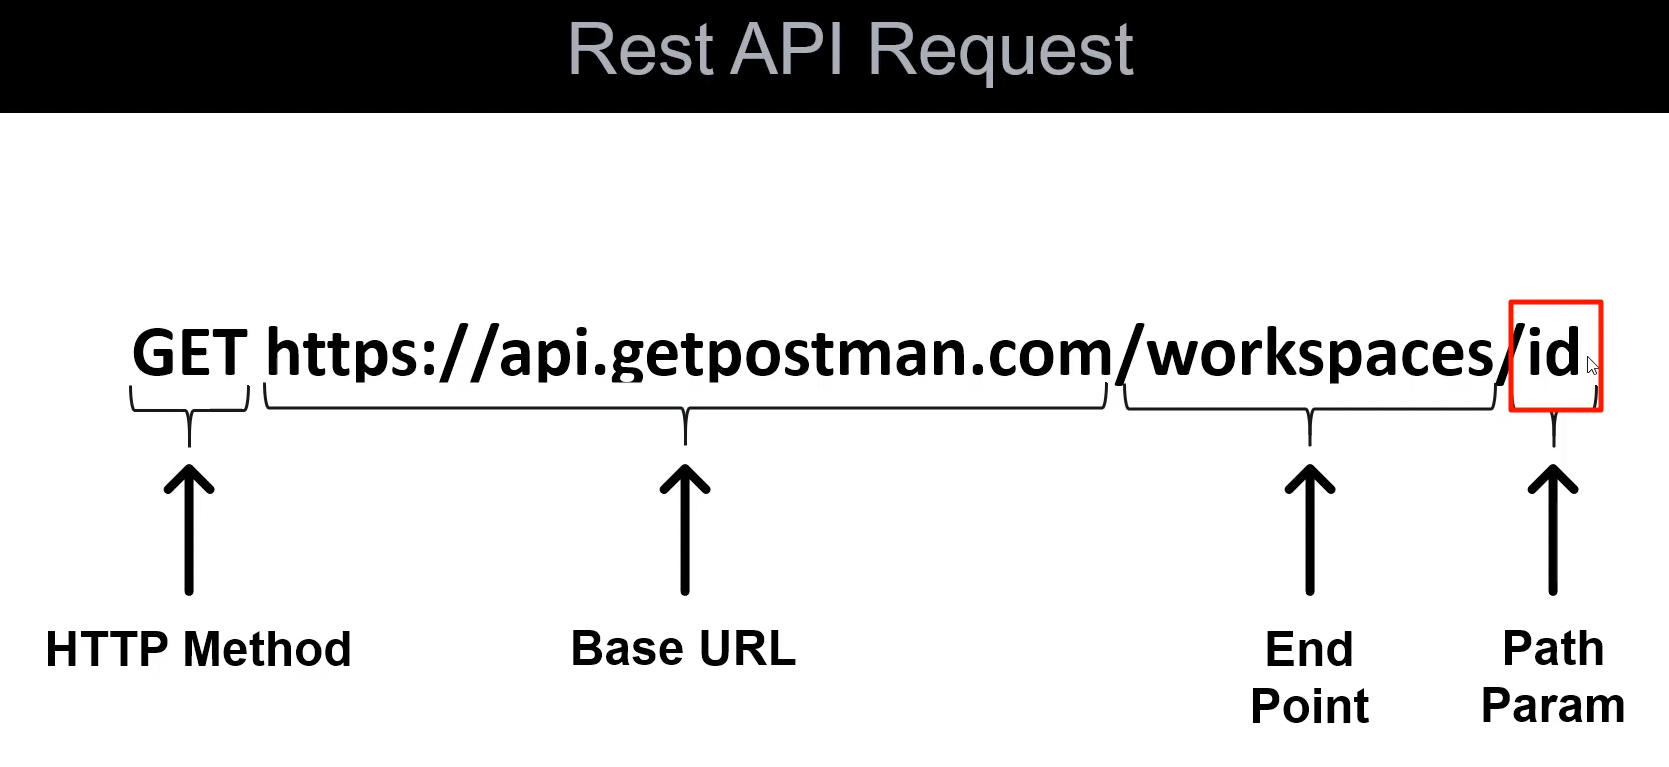 Rest API Request
GET https://api.getpostman.com/workspaces/id
HTTP Method
Base URL
End
Point
Path
Param